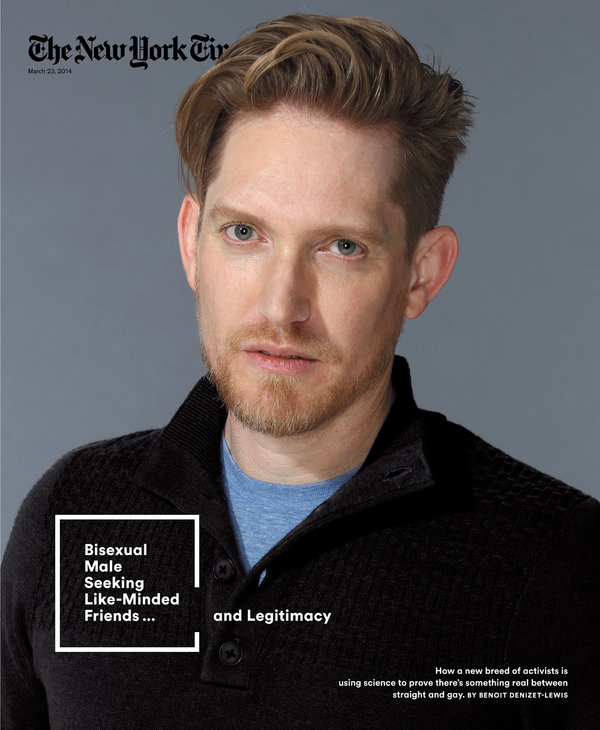 The New York Tim
March 23, 2014
Bisexual
Male
Seeking
Like-Minded
Friends ... and Legitimacy
How a new breed of activists is
using science to prove there's something real between
straight and gay. BY BENOIT DENIZET-LEWIS